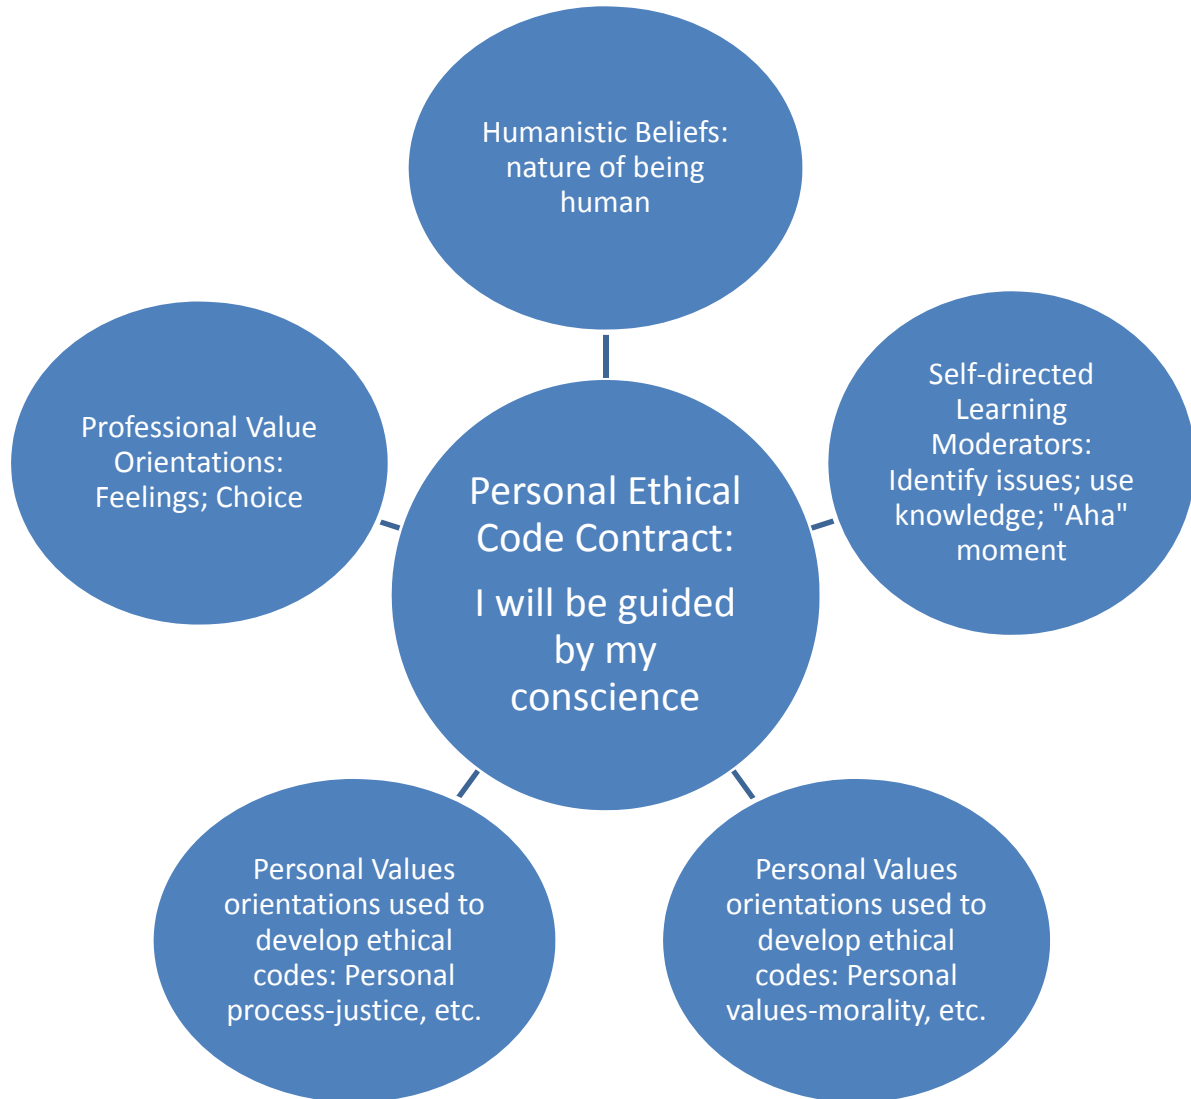 Humanistic Beliefs:
nature of being
human
Self-directed
Learning
Moderators:
Identify issues; use
knowledge; "Aha"
moment
Personal Values
orientations used to
develop ethical
codes: Personal
values-morality, etc.
Personal Values
orientations used to
develop ethical
codes: Personal
process-justice, etc.
Professional Value
Orientations:
Feelings; Choice
Personal Ethical
Code Contract:
I will be guided
by my
conscience